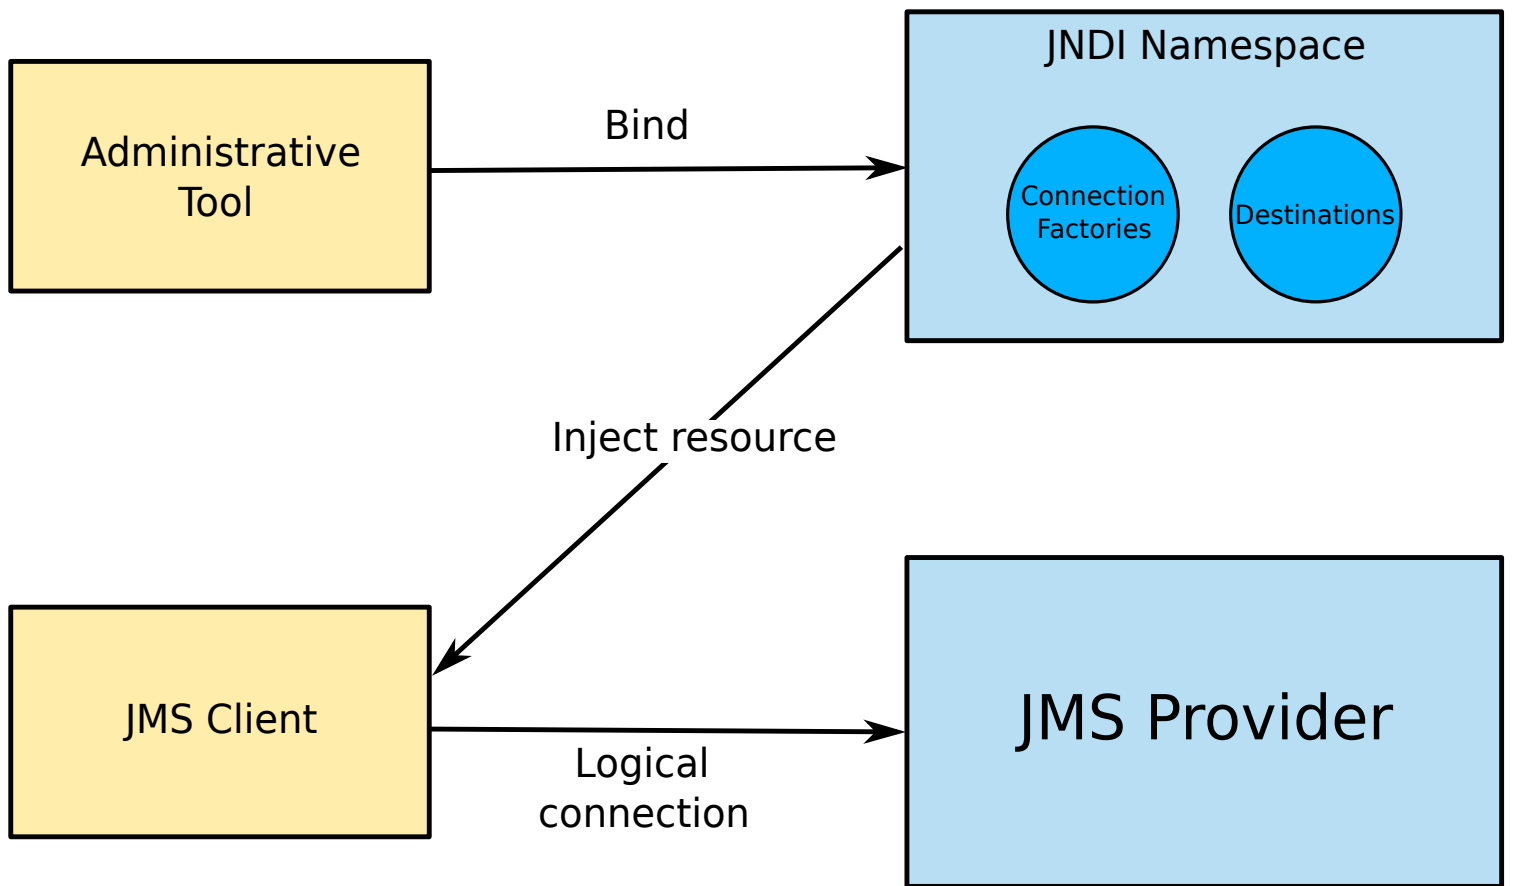 JNDI Namespace
Administrative
Tool
Bind
Connection
Factories
Destinations
Inject resource
JMS Client
Logical
connection
JMS Provider